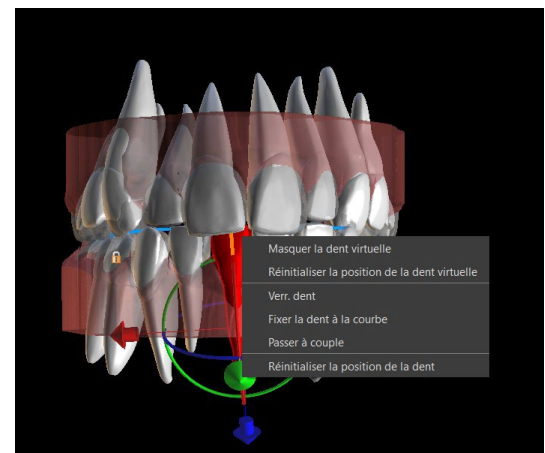 Masquer la dent virtuelle
Réinitialiser la position de la dent virtuelle
Verr. dent
Fixer la dent à la courbe
Passer à couple
Réinitialiser la position de la dent